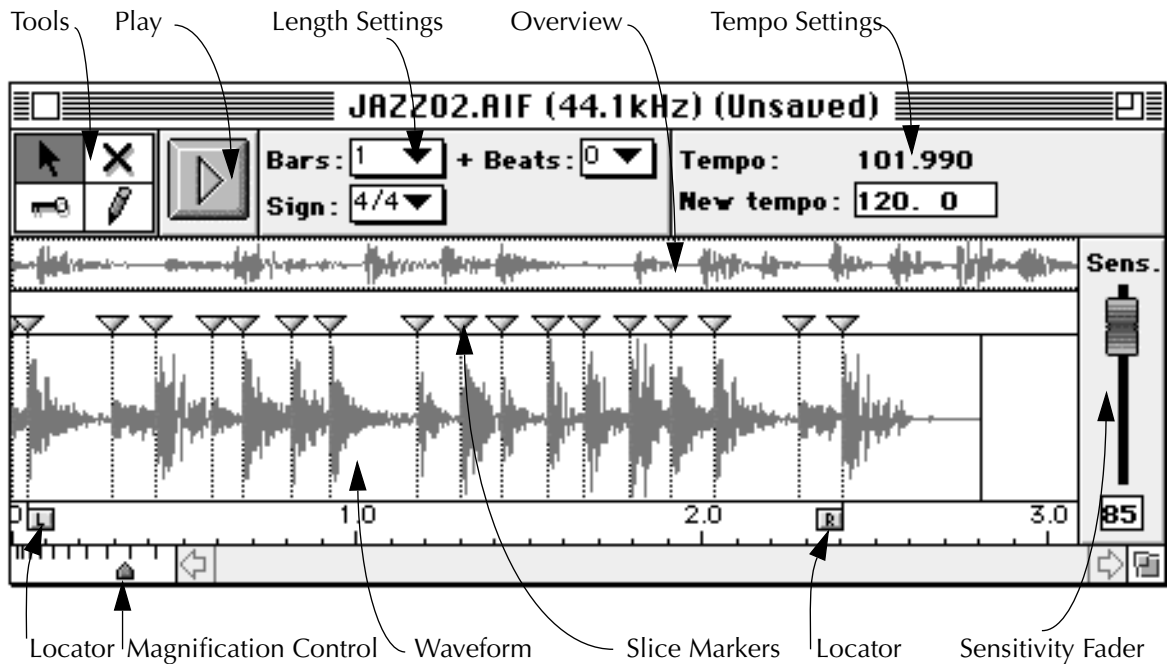 Tools Play Length Settings Overview Tempo Settings
JAZZ02.AIF (44.1kHz) (Unsaved)
Bars: 1 + Beats: 0 Tempo: 101.990
Sign: 4/4 New tempo: 120. 0
Sens.
0 L 1.0 2.0 R 3.0 85
Locator Magnification Control Waveform Slice Markers Locator Sensitivity Fader